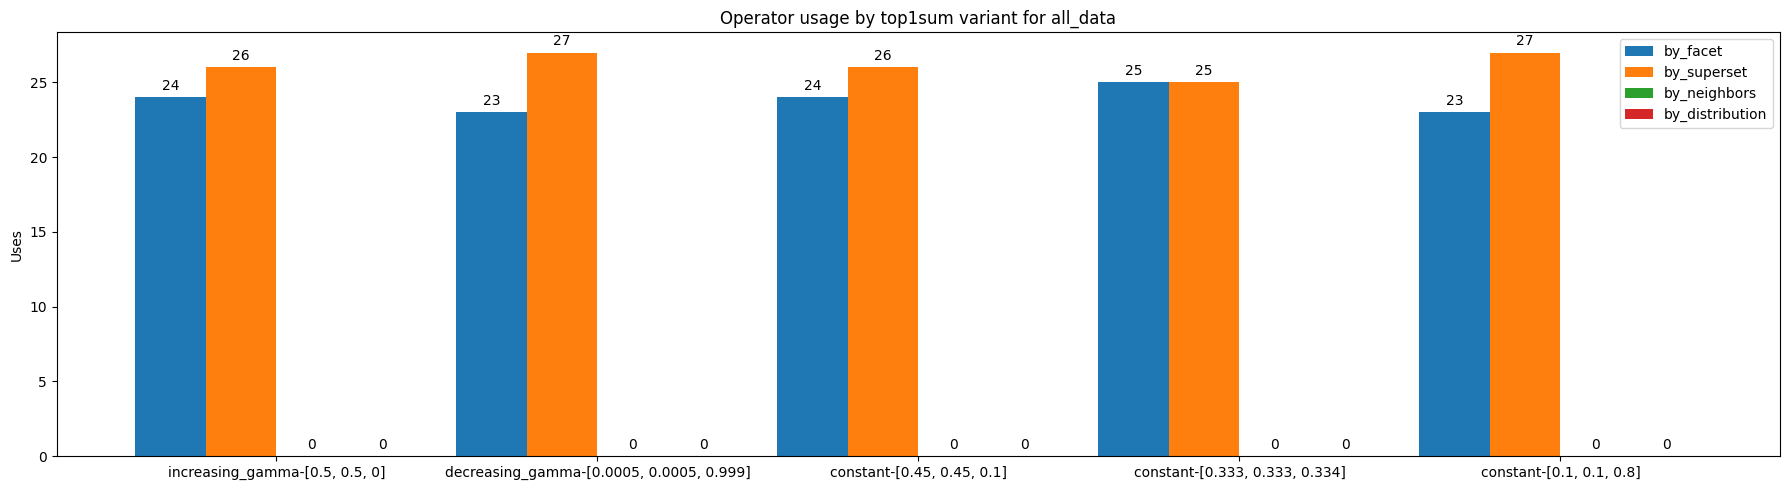 Operator usage by top1sum variant for all_data
Uses
25
20
15
10
5
0
24
26
0
0
23
27
0
0
24
26
0
0
25
25
0
0
23
27
0
0
by_facet
by_superset
by_neighbors
by_distribution
increasing_gamma-[0.5, 0.5, 0]
decreasing_gamma-[0.0005, 0.0005, 0.999]
constant-[0.45, 0.45, 0.1]
constant-[0.333, 0.333, 0.334]
constant-[0.1, 0.1, 0.8]